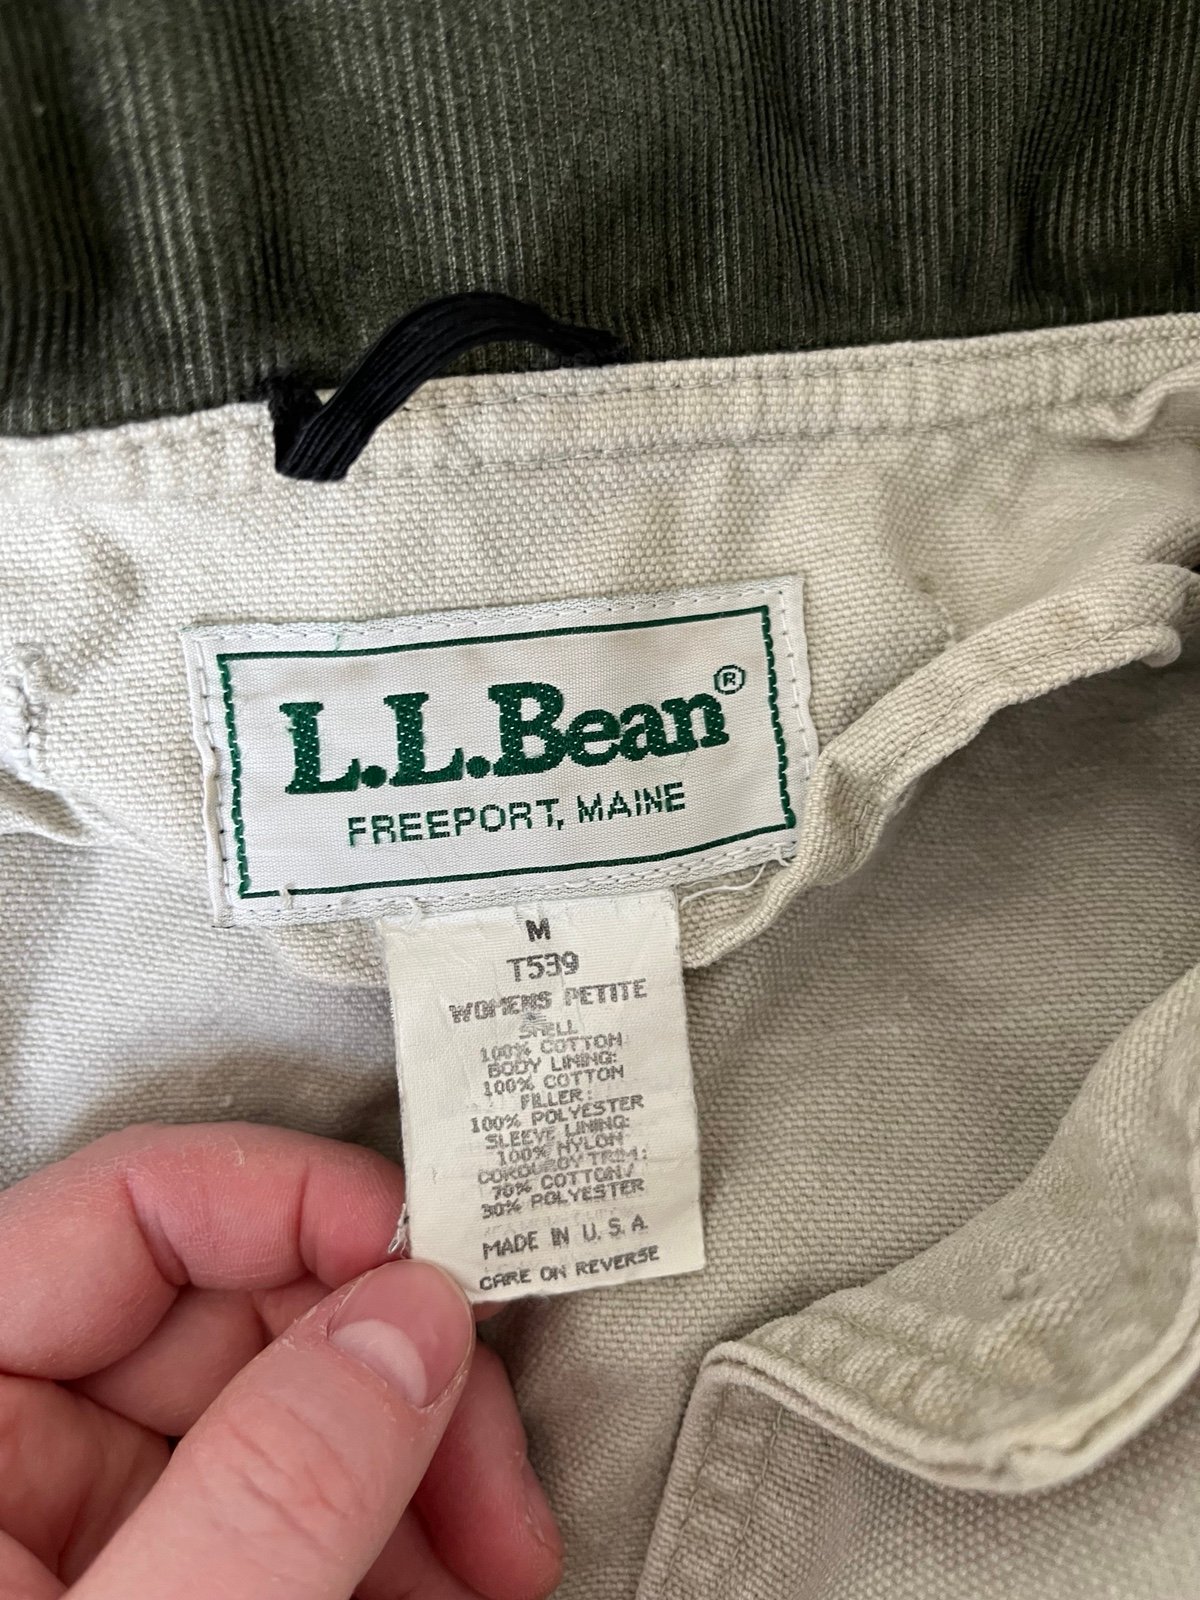 L.L.Bean®
FREEPORT, MAINE
M
T539
WOMENS PETITE
SHELL
100% COTTON
BODY LINING:
100% COTTON
FILLER:
100% POLYESTER
SLEEVE LINING:
100% NYLON
CORDUROY TRIM:
70% COTTON/
30% POLYESTER
MADE IN U.S.A.
CARE ON REVERSE